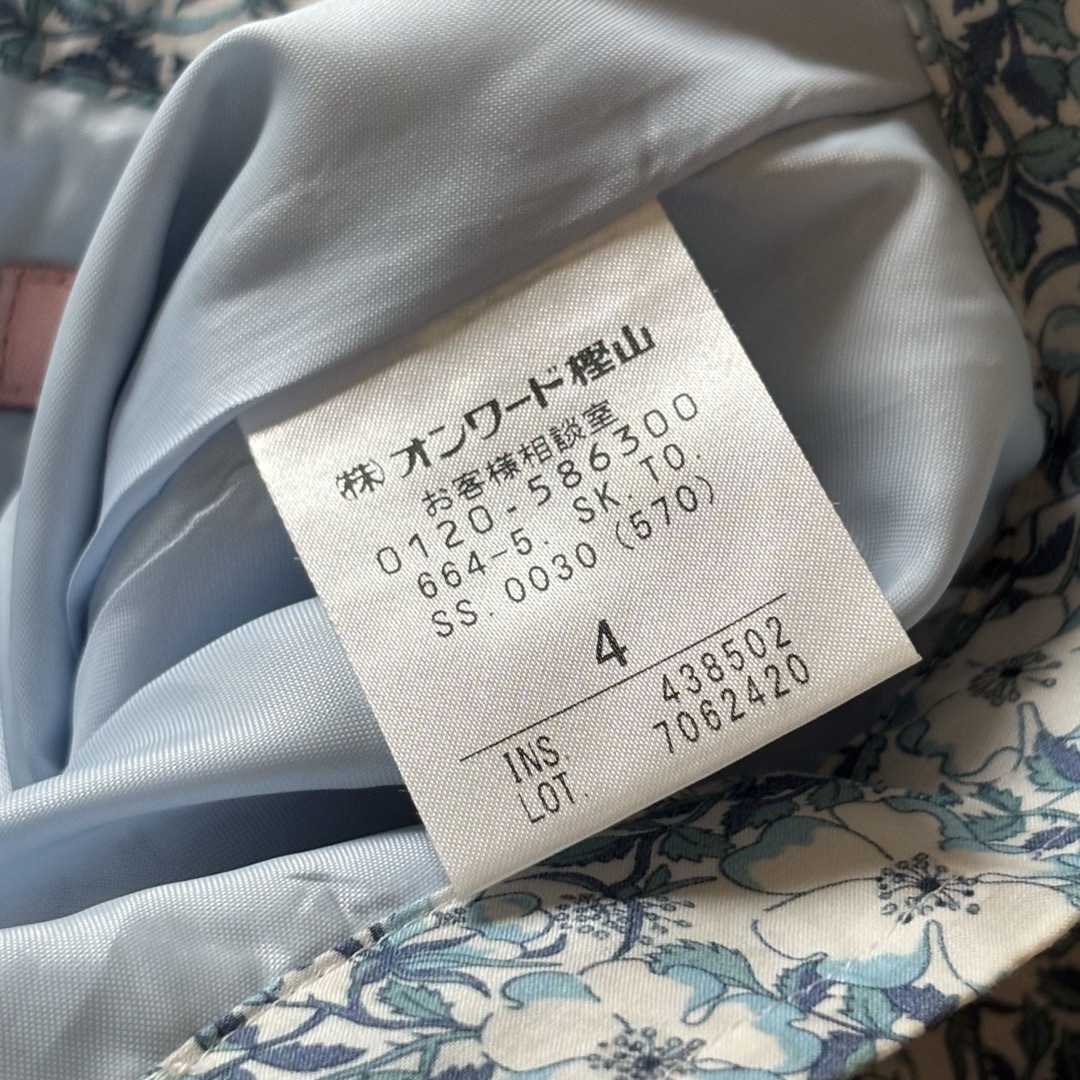 (株)オンワード樫山
お客様相談室
0120-586300
664-5. SK. TO.
SS. 0030 (570)
4
INS. 438502
LOT. 7062420